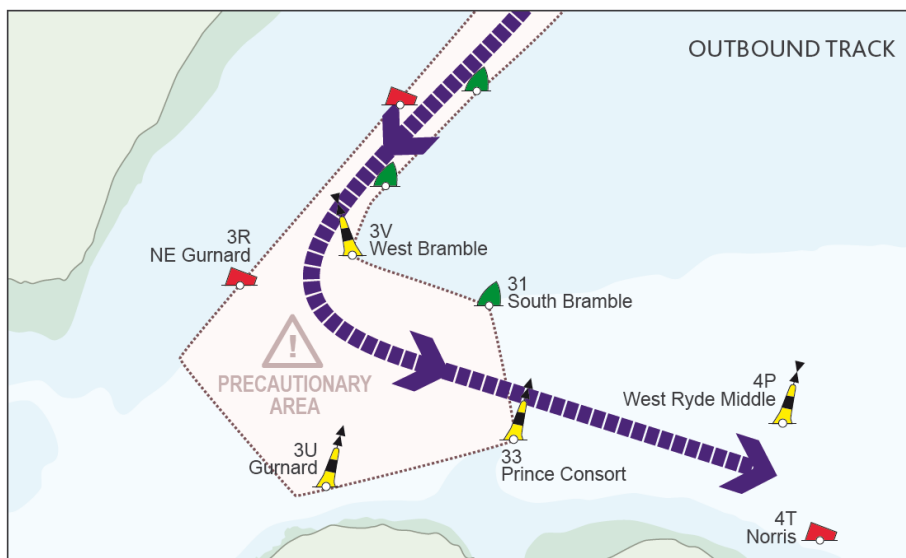 OUTBOUND TRACK
3R
NE Gurnard
3V
West Bramble
31
South Bramble
!
PRECAUTIONARY
AREA
4P
West Ryde Middle
3U
Gurnard
33
Prince Consort
4T
Norris